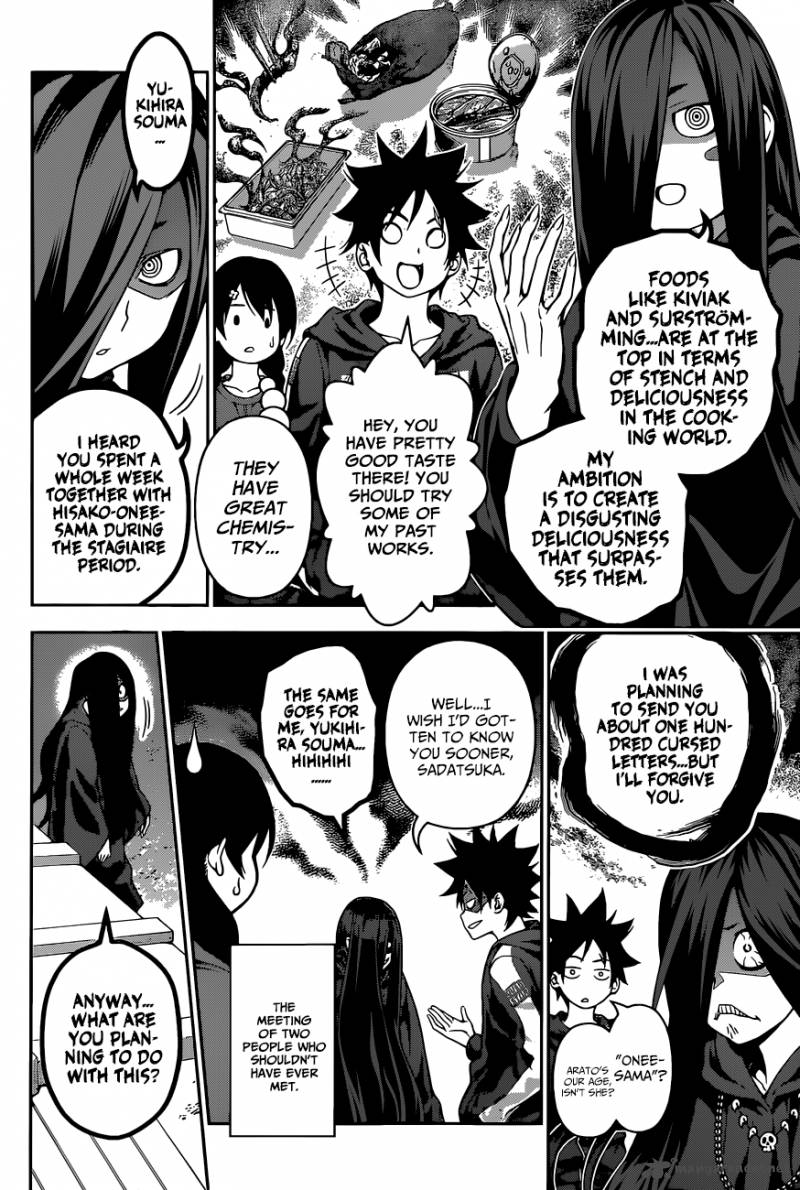 FOODS
LIKE KIVIAK
AND SURSTRÖM-
MING...ARE AT THE
TOP IN TERMS
OF STENCH AND
DELICIOUSNESS
IN THE COOK-
ING WORLD.
MY
AMBITION
IS TO CREATE
A DISGUSTING
DELICIOUSNESS
THAT SURPAS-
SES THEM.
HEY, YOU
HAVE PRETTY
GOOD TASTE
THERE! YOU
SHOULD TRY
SOME OF
MY PAST
WORKS.
THEY
HAVE GREAT
CHEMIS-
TRY...
YU-
KIHIRA
SOUMA
...
I HEARD
YOU SPENT A
WHOLE WEEK
TOGETHER WITH
HISAKO-ONEE-
SAMA DURING
THE STAGIAIRE
PERIOD.
I WAS
PLANNING
TO SEND YOU
ABOUT ONE HUN-
DRED CURSED
LETTERS...BUT
I'LL FORGIVE
YOU.
"ONEE-
SAMA"?
ARATO'S
OUR AGE,
ISN'T SHE?
WELL...I
WISH I'D GOT-
TEN TO KNOW
YOU SOONER,
SADATSUKA.
THE SAME
GOES FOR
ME, YUKIHI-
RA SOUMA...
HIHIHIHI
......
THE
MEETING
OF TWO
PEOPLE WHO
SHOULDN'T
HAVE EVER
MET.
ANYWAY...
WHAT ARE
YOU PLAN-
NING TO DO
WITH THIS?